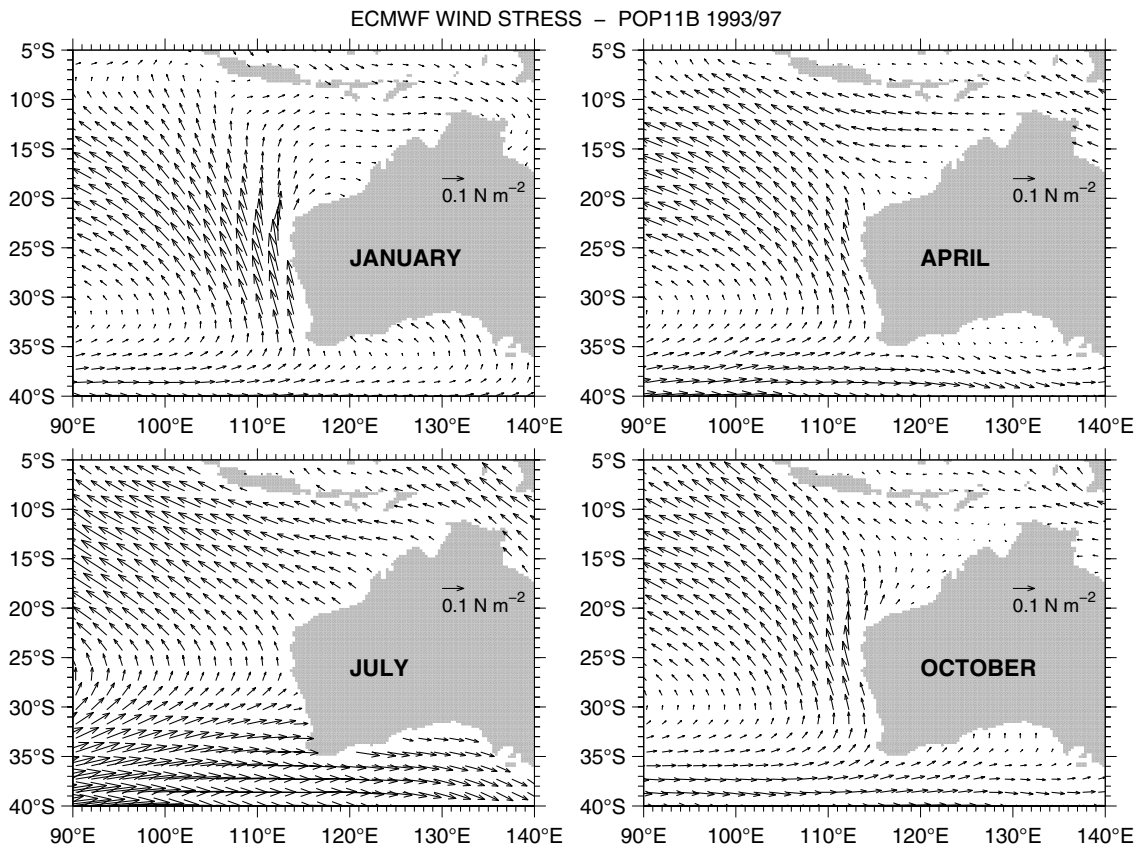 ECMWF WIND STRESS – POP11B 1993/97
5°S
10°S
15°S
20°S
25°S
30°S
35°S
40°S
90°E 100°E 110°E 120°E 130°E 140°E
0.1 N m⁻²
JANUARY
5°S
10°S
15°S
20°S
25°S
30°S
35°S
40°S
90°E 100°E 110°E 120°E 130°E 140°E
0.1 N m⁻²
APRIL
5°S
10°S
15°S
20°S
25°S
30°S
35°S
40°S
90°E 100°E 110°E 120°E 130°E 140°E
0.1 N m⁻²
JULY
5°S
10°S
15°S
20°S
25°S
30°S
35°S
40°S
90°E 100°E 110°E 120°E 130°E 140°E
0.1 N m⁻²
OCTOBER